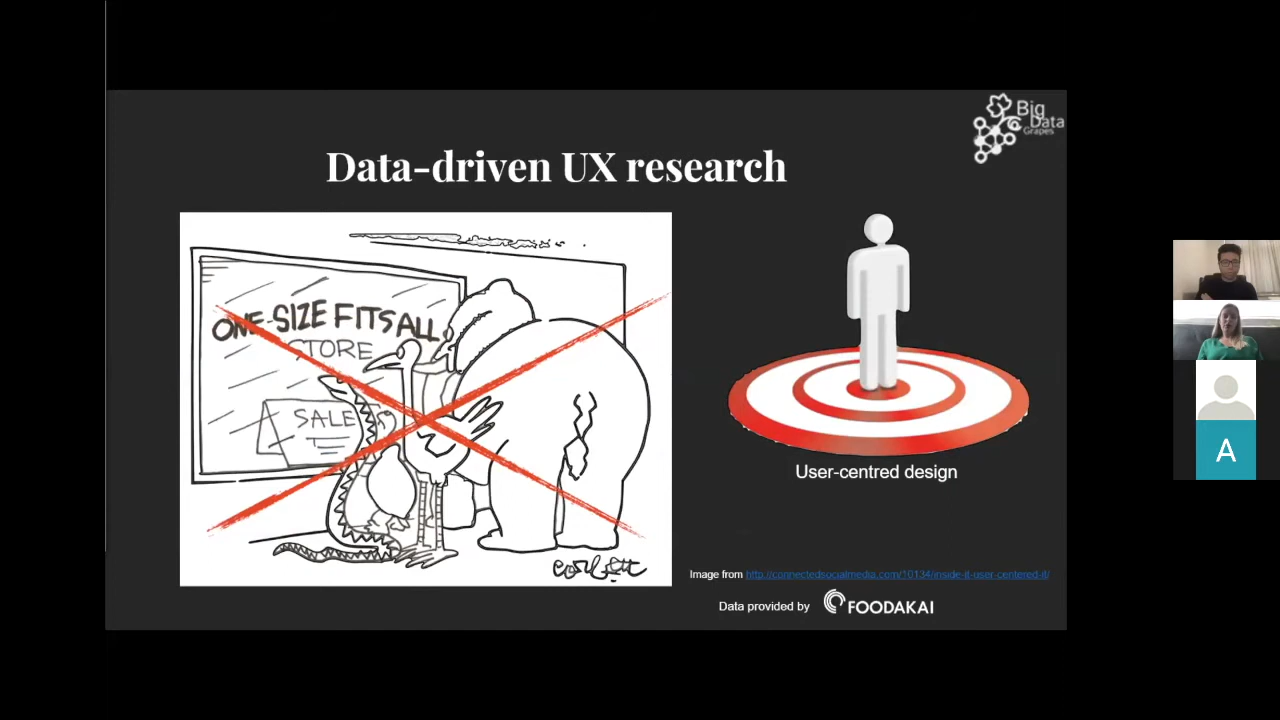 Big
Data
Grapes
Data-driven UX research
ONE-SIZE FITS ALL
STORE
SALE
corbett
User-centred design
Image from http://connectedsocialmedia.com/10134/inside-it-user-centered-it/
Data provided by FOODAKAI
A